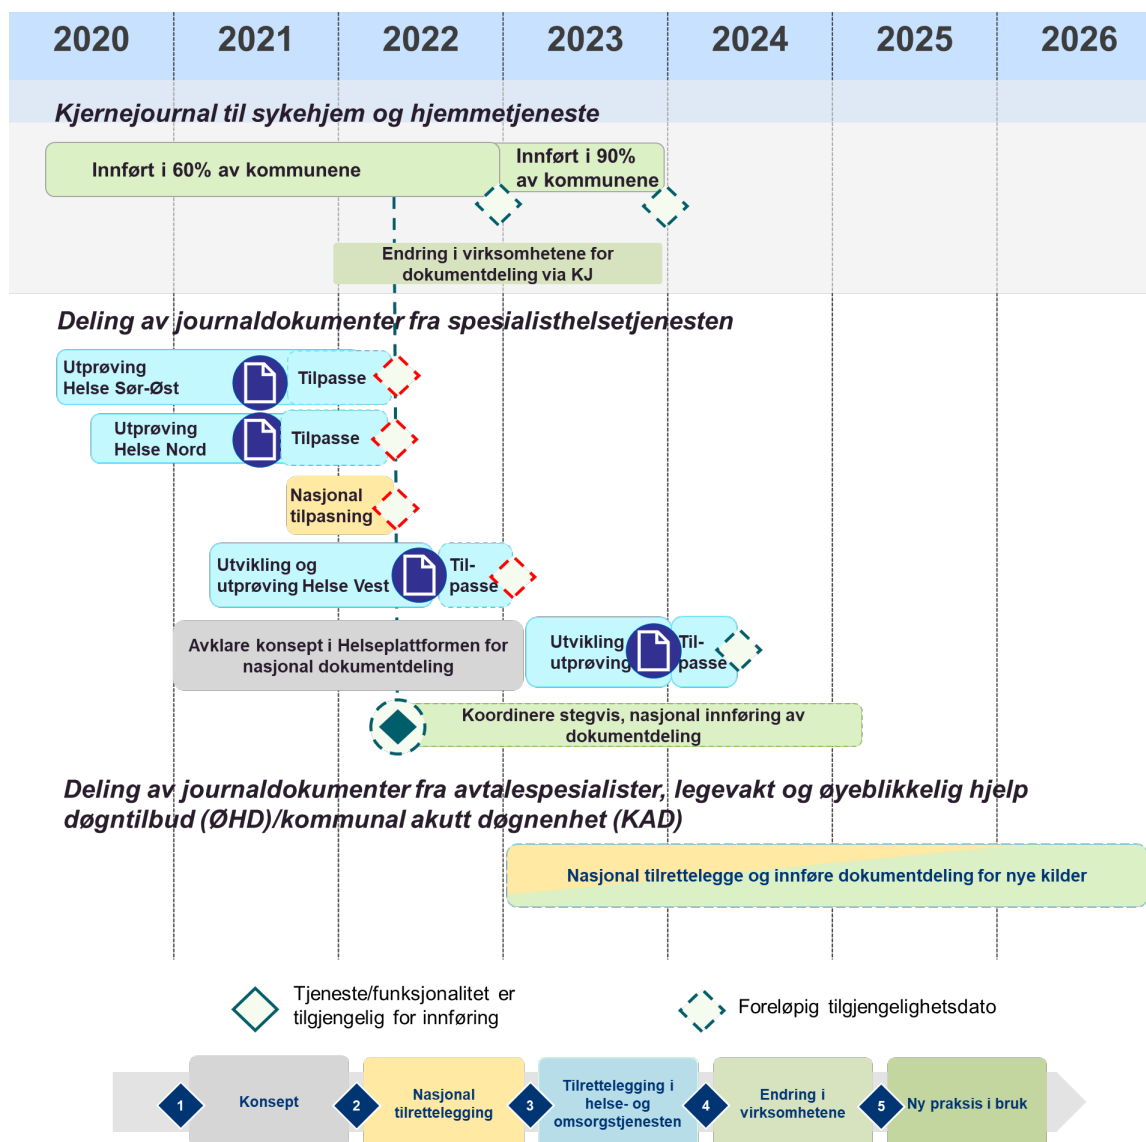 2020 2021 2022 2023 2024 2025 2026
Kjernejournal til sykehjem og hjemmetjeneste
Innført i 60% av kommunene
Innført i 90%
av kommunene
Endring i virksomhetene for
dokumentdeling via KJ
Deling av journaldokumenter fra spesialisthelsetjenesten
Utprøving
Helse Sør-Øst
Tilpasse
Utprøving
Helse Nord
Tilpasse
Nasjonal
tilpasning
Utvikling og
utprøving Helse Vest
Til-
passe
Avklare konsept i Helseplattformen for
nasjonal dokumentdeling
Utvikling
utprøving
Til-
passe
Koordinere stegvis, nasjonal innføring av
dokumentdeling
Deling av journaldokumenter fra avtalespesialister, legevakt og øyeblikkelig hjelp
døgntilbud (ØHD)/kommunal akutt døgnenhet (KAD)
Nasjonal tilrettelegge og innføre dokumentdeling for nye kilder
Tjeneste/funksjonalitet er
tilgjengelig for innføring
Foreløpig tilgjengelighetsdato
1
Konsept
2
Nasjonal
tilrettelegging
3
Tilrettelegging i
helse- og
omsorgstjenesten
4
Endring i
virksomhetene
5
Ny praksis i bruk